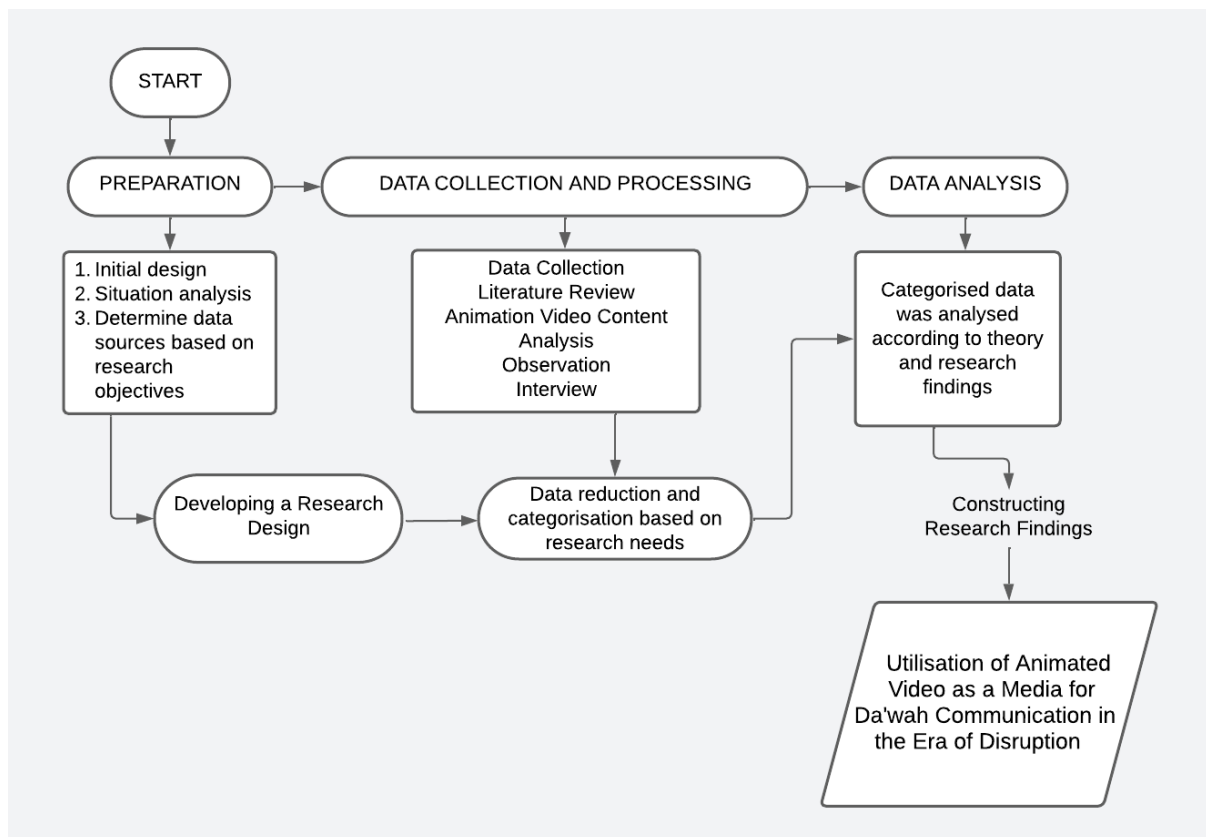 START
PREPARATION
DATA COLLECTION AND PROCESSING
DATA ANALYSIS
1. Initial design
2. Situation analysis
3. Determine data
sources based on
research
objectives
Data Collection
Literature Review
Animation Video Content
Analysis
Observation
Interview
Categorised data
was analysed
according to theory
and research
findings
Developing a Research
Design
Data reduction and
categorisation based on
research needs
Constructing
Research Findings
Utilisation of Animated
Video as a Media for
Da'wah Communication in
the Era of Disruption